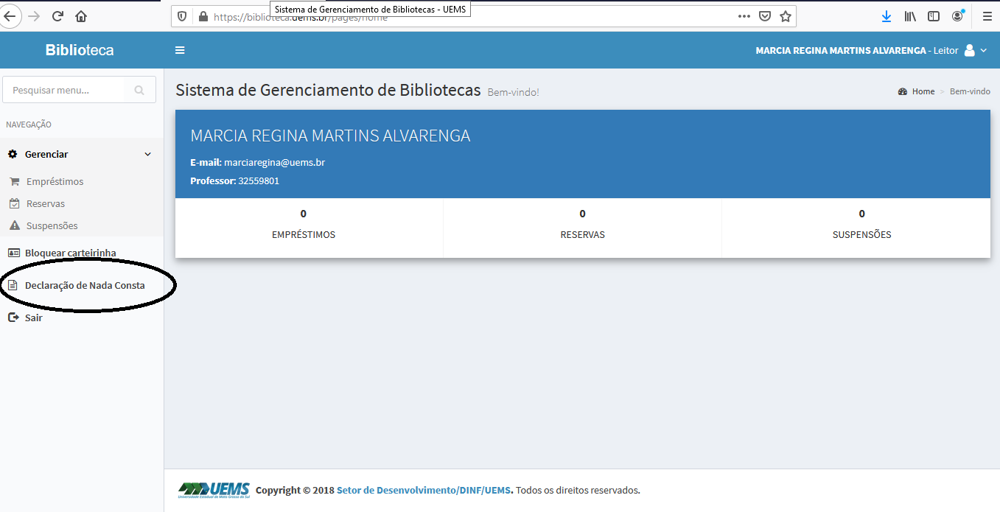 Sistema de Gerenciamento de Bibliotecas - UEMS
https://biblioteca.uems.br/pages/home
Biblioteca
MARCIA REGINA MARTINS ALVARENGA - Leitor
Pesquisar menu...
Sistema de Gerenciamento de Bibliotecas Bem-vindo!
Home > Bem-vindo
NAVEGAÇÃO
Gerenciar
Empréstimos
Reservas
Suspensões
Bloquear carteirinha
Declaração de Nada Consta
Sair
MARCIA REGINA MARTINS ALVARENGA
E-mail: marciaregina@uems.br
Professor: 32559801
0
EMPRÉSTIMOS
0
RESERVAS
0
SUSPENSÕES
UEMS
Universidade Estadual de Mato Grosso do Sul
Copyright © 2018 Setor de Desenvolvimento/DINF/UEMS. Todos os direitos reservados.